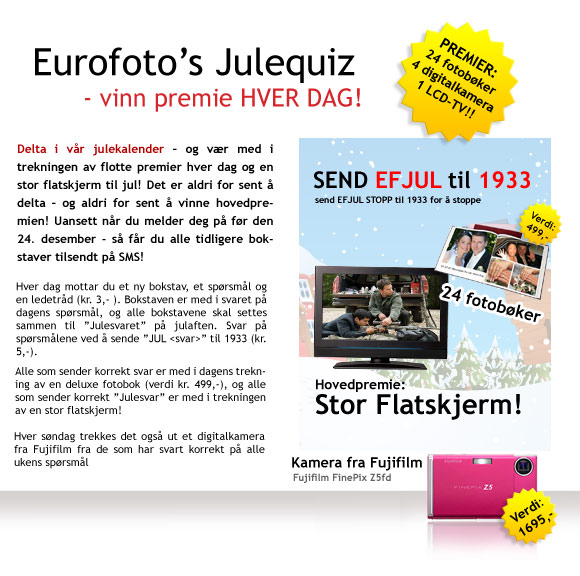 Eurofoto's Julequiz
- vinn premie HVER DAG!
PREMIER:
24 fotobøker
4 digitalkamera
1 LCD-TV!!
Delta i vår julekalender – og vær med i
trekningen av flotte premier hver dag og en
stor flatskjerm til jul! Det er aldri for sent å
delta - og aldri for sent å vinne hovedpre-
mien! Uansett når du melder deg på før den
24. desember - så får du alle tidligere bok-
staver tilsendt på SMS!
Hver dag mottar du et ny bokstav, et spørsmål og
en ledetråd (kr. 3,- ). Bokstaven er med i svaret på
dagens spørsmål, og alle bokstavene skal settes
sammen til ”Julesvaret” på julaften. Svar på
spørsmålene ved å sende ”JUL <svar>” til 1933 (kr.
5,-).
Alle som sender korrekt svar er med i dagens trekn-
ing av en deluxe fotobok (verdi kr. 499,-), og alle
som sender korrekt ”Julesvar” er med i trekningen
av en stor flatskjerm!
Hver søndag trekkes det også ut et digitalkamera
fra Fujifilm fra de som har svart korrekt på alle
ukens spørsmål
SEND EFJUL til 1933
send EFJUL STOPP til 1933 for å stoppe
Verdi:
499,-
24 fotobøker
Hovedpremie:
Stor Flatskjerm!
Kamera fra Fujifilm
Fujifilm FinePix Z5fd
FUJIFILM
FINEPIX Z5
Verdi:
1695,-